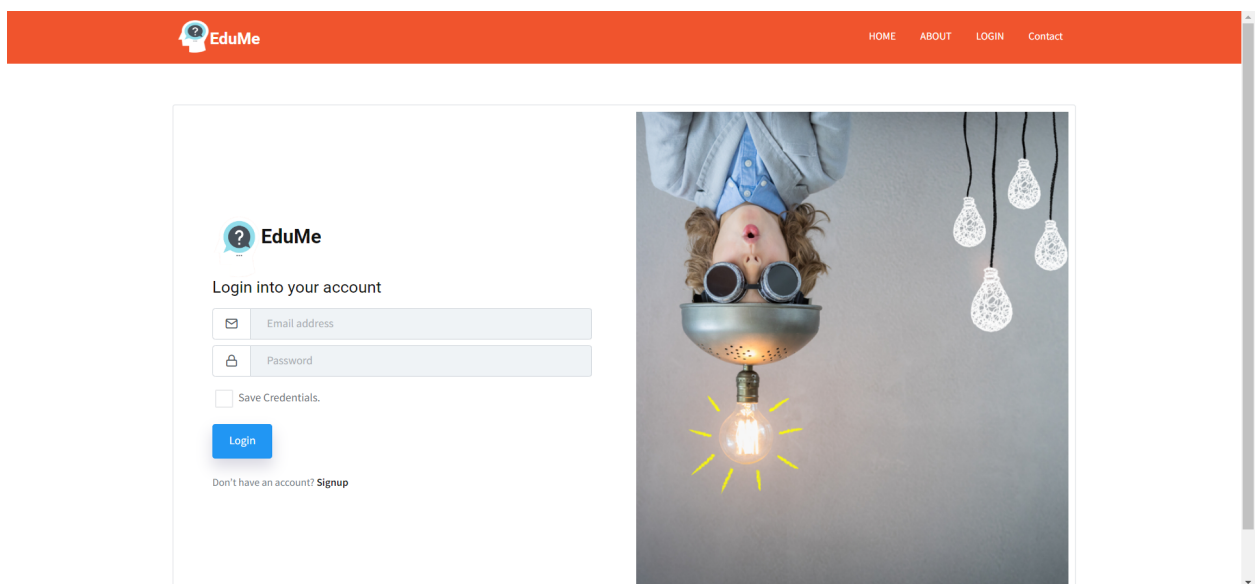 EduMe
HOME ABOUT LOGIN Contact
EduMe
Login into your account
Email address
Password
Save Credentials.
Login
Don't have an account? Signup